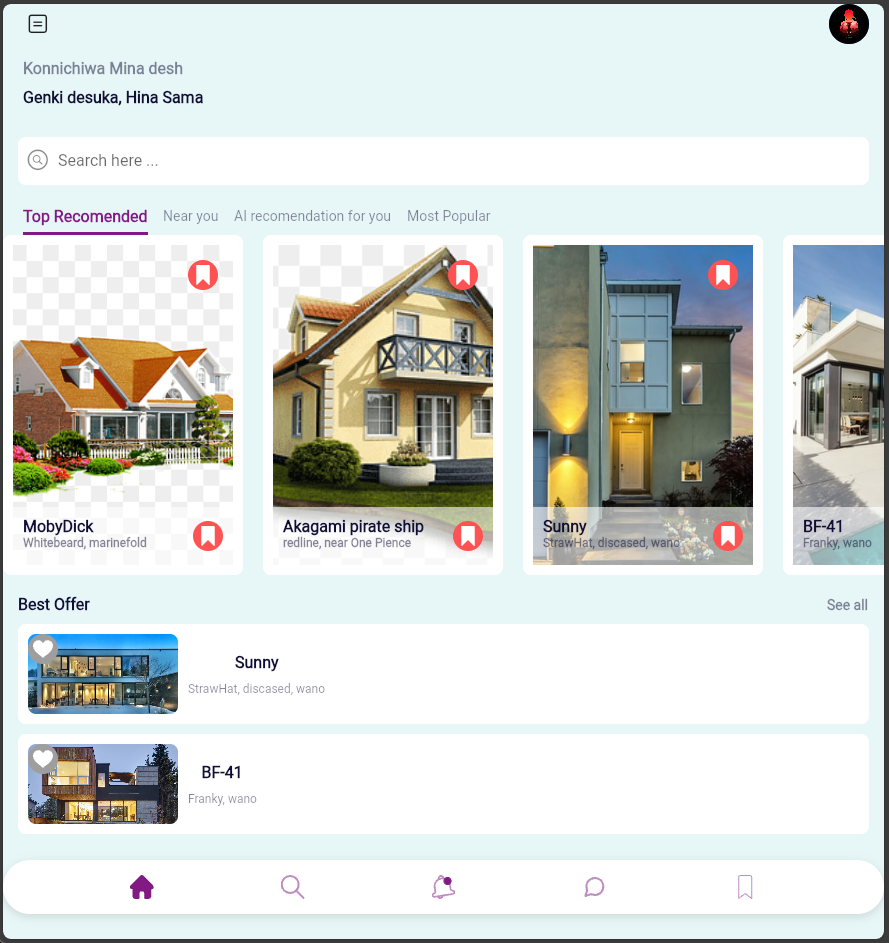 Konnichiwa Mina desh
Genki desuka, Hina Sama
Search here ...
Top Recomended Near you AI recomendation for you Most Popular
MobyDick
Whitebeard, marinefold
Akagami pirate ship
redline, near One Pience
Sunny
StrawHat, discased, wano
BF-41
Franky, wano
Best Offer See all
Sunny
StrawHat, discased, wano
BF-41
Franky, wano